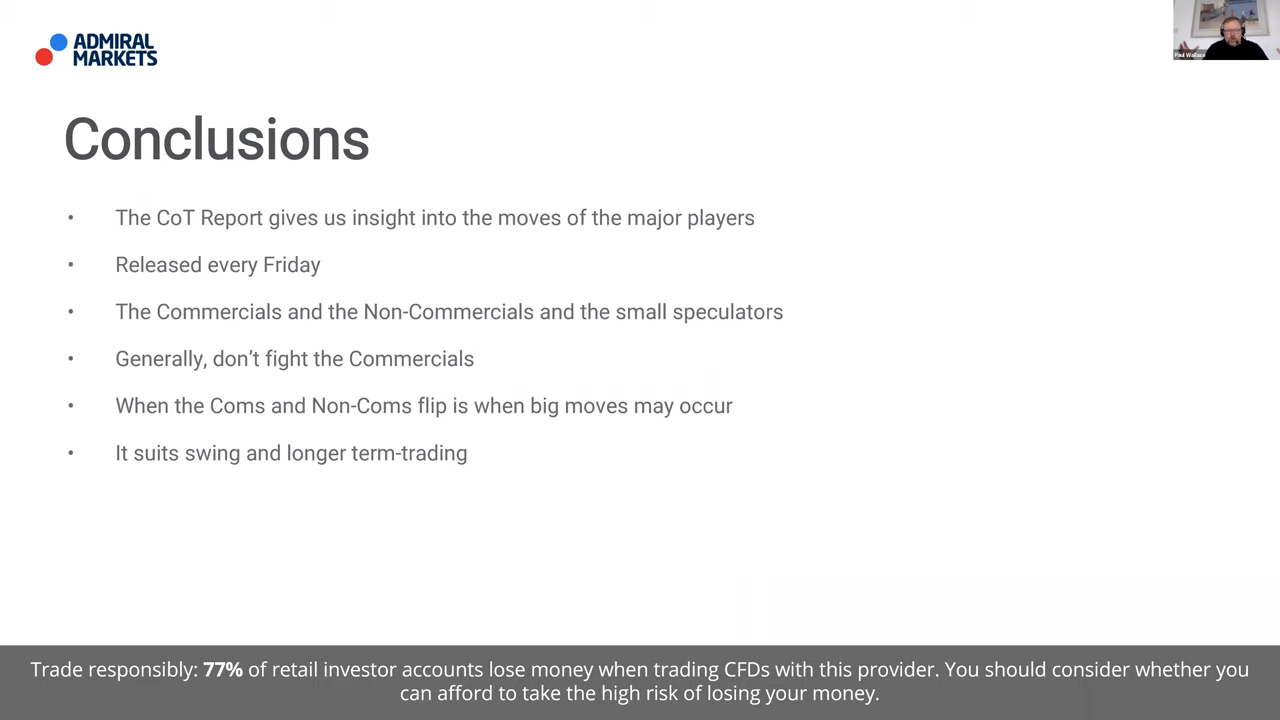 ADMIRAL
MARKETS
Paul Wallace
Conclusions
• The CoT Report gives us insight into the moves of the major players
• Released every Friday
• The Commercials and the Non-Commercials and the small speculators
• Generally, don’t fight the Commercials
• When the Coms and Non-Coms flip is when big moves may occur
• It suits swing and longer term-trading
Trade responsibly: 77% of retail investor accounts lose money when trading CFDs with this provider. You should consider whether you
can afford to take the high risk of losing your money.